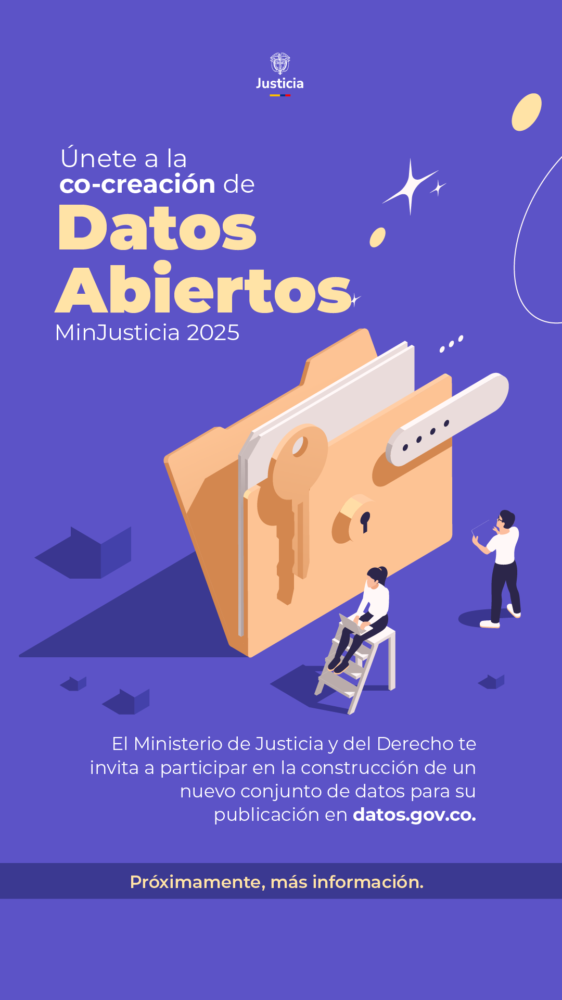 Justicia
Únete a la
co-creación de
Datos
Abiertos
MinJusticia 2025
El Ministerio de Justicia y del Derecho te
invita a participar en la construcción de un
nuevo conjunto de datos para su
publicación en datos.gov.co.
Próximamente, más información.